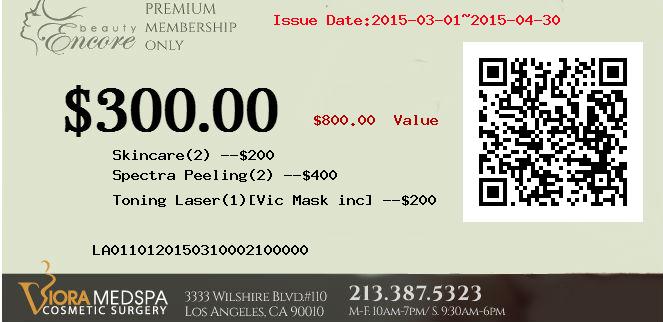 PREMIUM
MEMBERSHIP
ONLY
beauty
Encore
Issue Date:2015-03-01~2015-04-30
$300.00
$800.00 Value
Skincare(2) --$200
Spectra Peeling(2) --$400
Toning Laser(1)[Vic Mask inc] --$200
LA0110120150310002100000
VIORA MEDSPA
COSMETIC SURGERY
3333 WILSHIRE BLVD.#110
LOS ANGELES, CA 90010
213.387.5323
M-F. 10AM-7PM/ S. 9:30AM-6PM